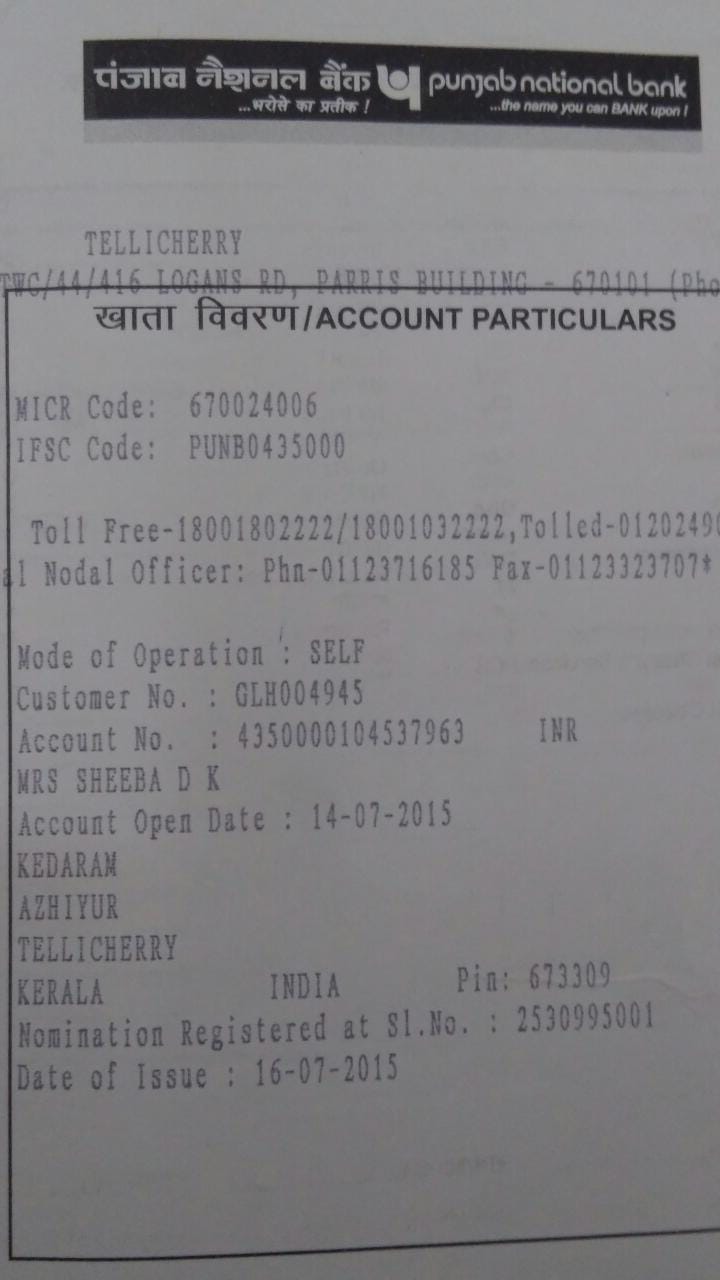 पंजाब नैशनल बैंक punjab national bank
...भरोसे का प्रतीक ! ...the name you can BANK upon !
TELLICHERRY
TWC/44/416 LOGANS RD, PARRIS BUILDING - 670101 (Pho
खाता विवरण/ACCOUNT PARTICULARS
MICR Code: 670024006
IFSC Code: PUNB0435000
Toll Free-18001802222/18001032222,Tolled-01202490
al Nodal Officer: Phn-01123716185 Fax-01123323707*
Mode of Operation : SELF
Customer No. : GLH004945
Account No. : 4350000104537963 INR
MRS SHEEBA D K
Account Open Date : 14-07-2015
KEDARAM
AZHIYUR
TELLICHERRY
KERALA INDIA Pin: 673309
Nomination Registered at Sl.No. : 2530995001
Date of Issue : 16-07-2015